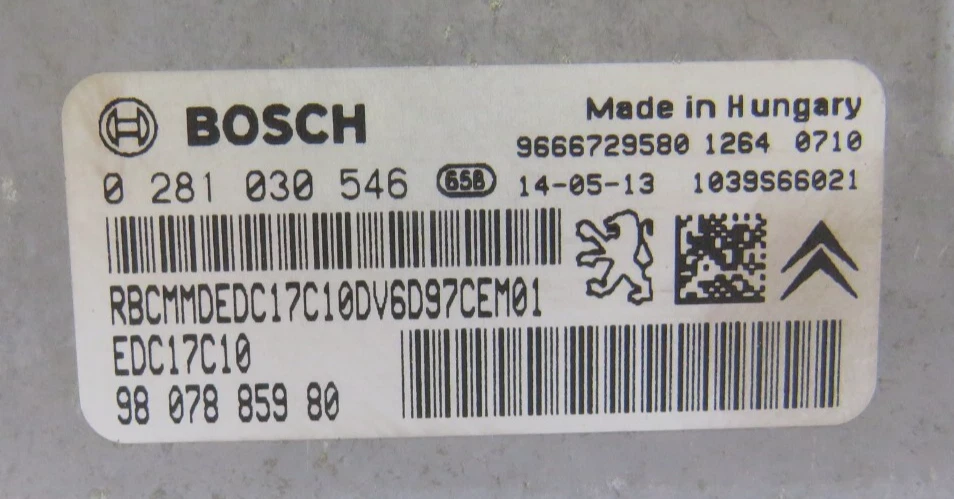 BOSCH
Made in Hungary
9666729580 1264 0710
0 281 030 546 65B 14-05-13 1039S66021
RBCMMDEDC17C10DV6D97CEM01
EDC17C10
98 078 859 80